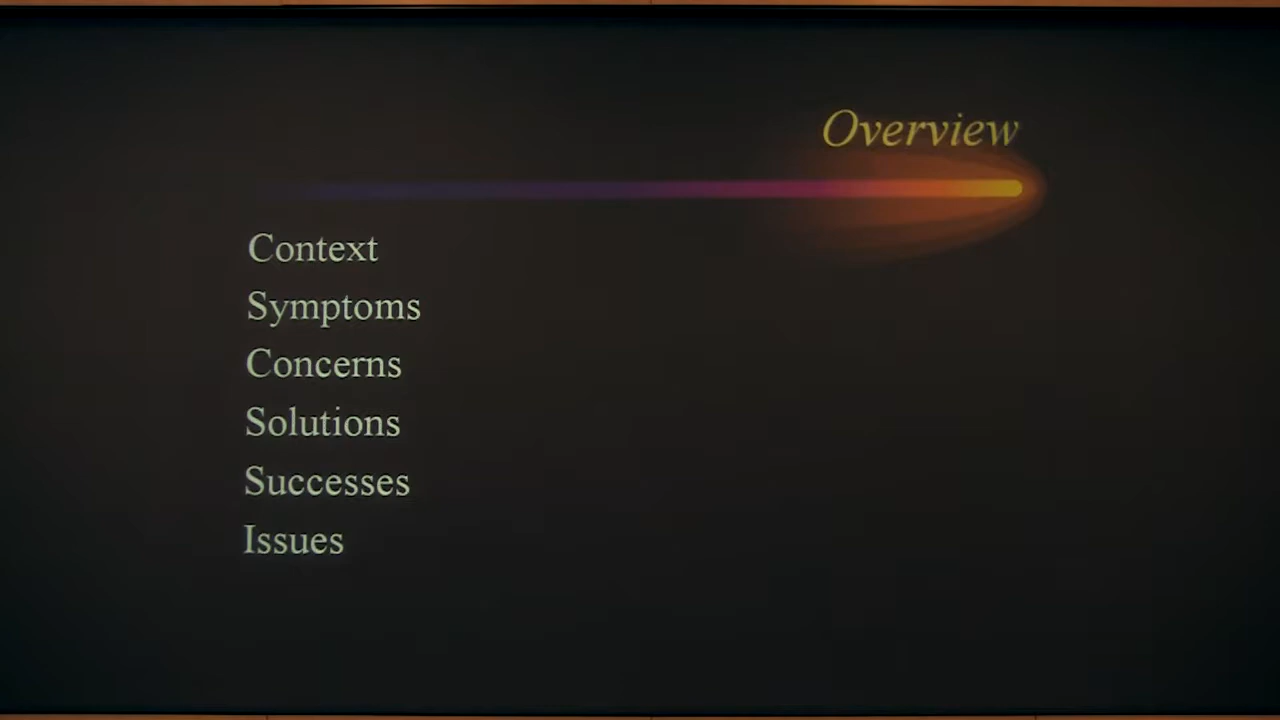 Overview
Context
Symptoms
Concerns
Solutions
Successes
Issues